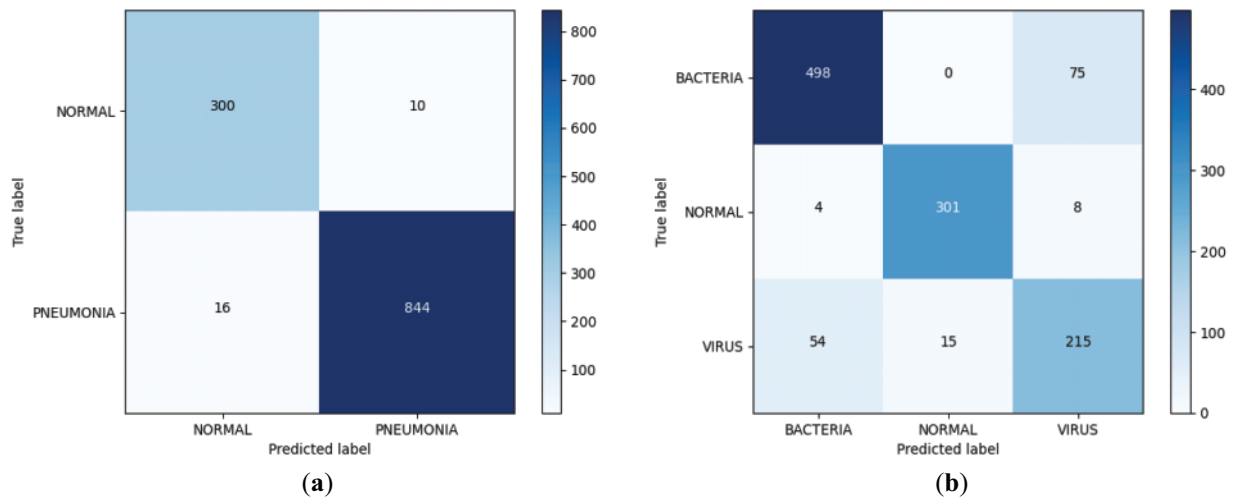 NORMAL
PNEUMONIA
True label
300
10
16
844
NORMAL
PNEUMONIA
Predicted label
800
700
600
500
400
300
200
100
(a)
BACTERIA
NORMAL
VIRUS
True label
498
0
75
4
301
8
54
15
215
BACTERIA
NORMAL
VIRUS
Predicted label
400
300
200
100
0
(b)